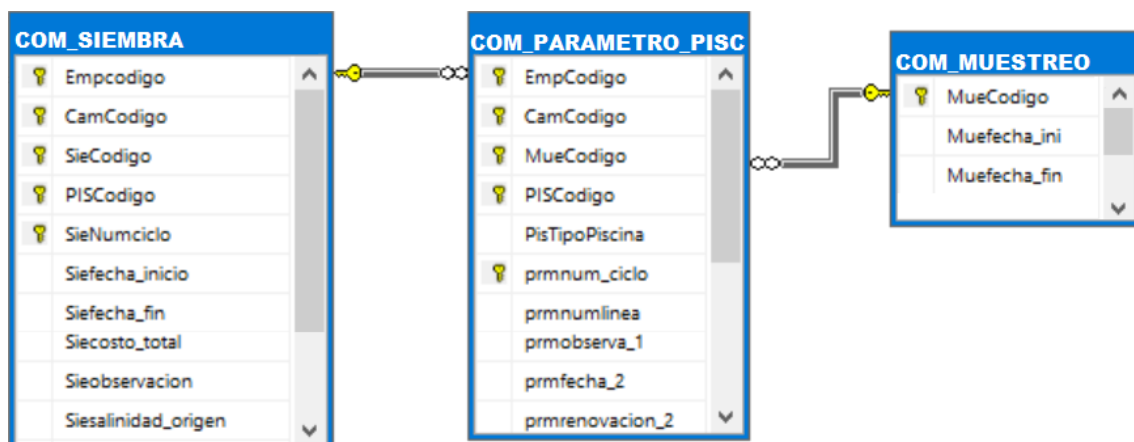 COM_SIEMBRA
Empcodigo
CamCodigo
SieCodigo
PISCodigo
SieNumciclo
Siefecha_inicio
Siefecha_fin
Siecosto_total
Sieobservacion
Siesalinidad_origen
COM_PARAMETRO_PISC
EmpCodigo
CamCodigo
MueCodigo
PISCodigo
PisTipoPiscina
prmnum_ciclo
prmnumlinea
prmobserva_1
prmfecha_2
prmrenovacion_2
COM_MUESTREO
MueCodigo
Muefecha_ini
Muefecha_fin